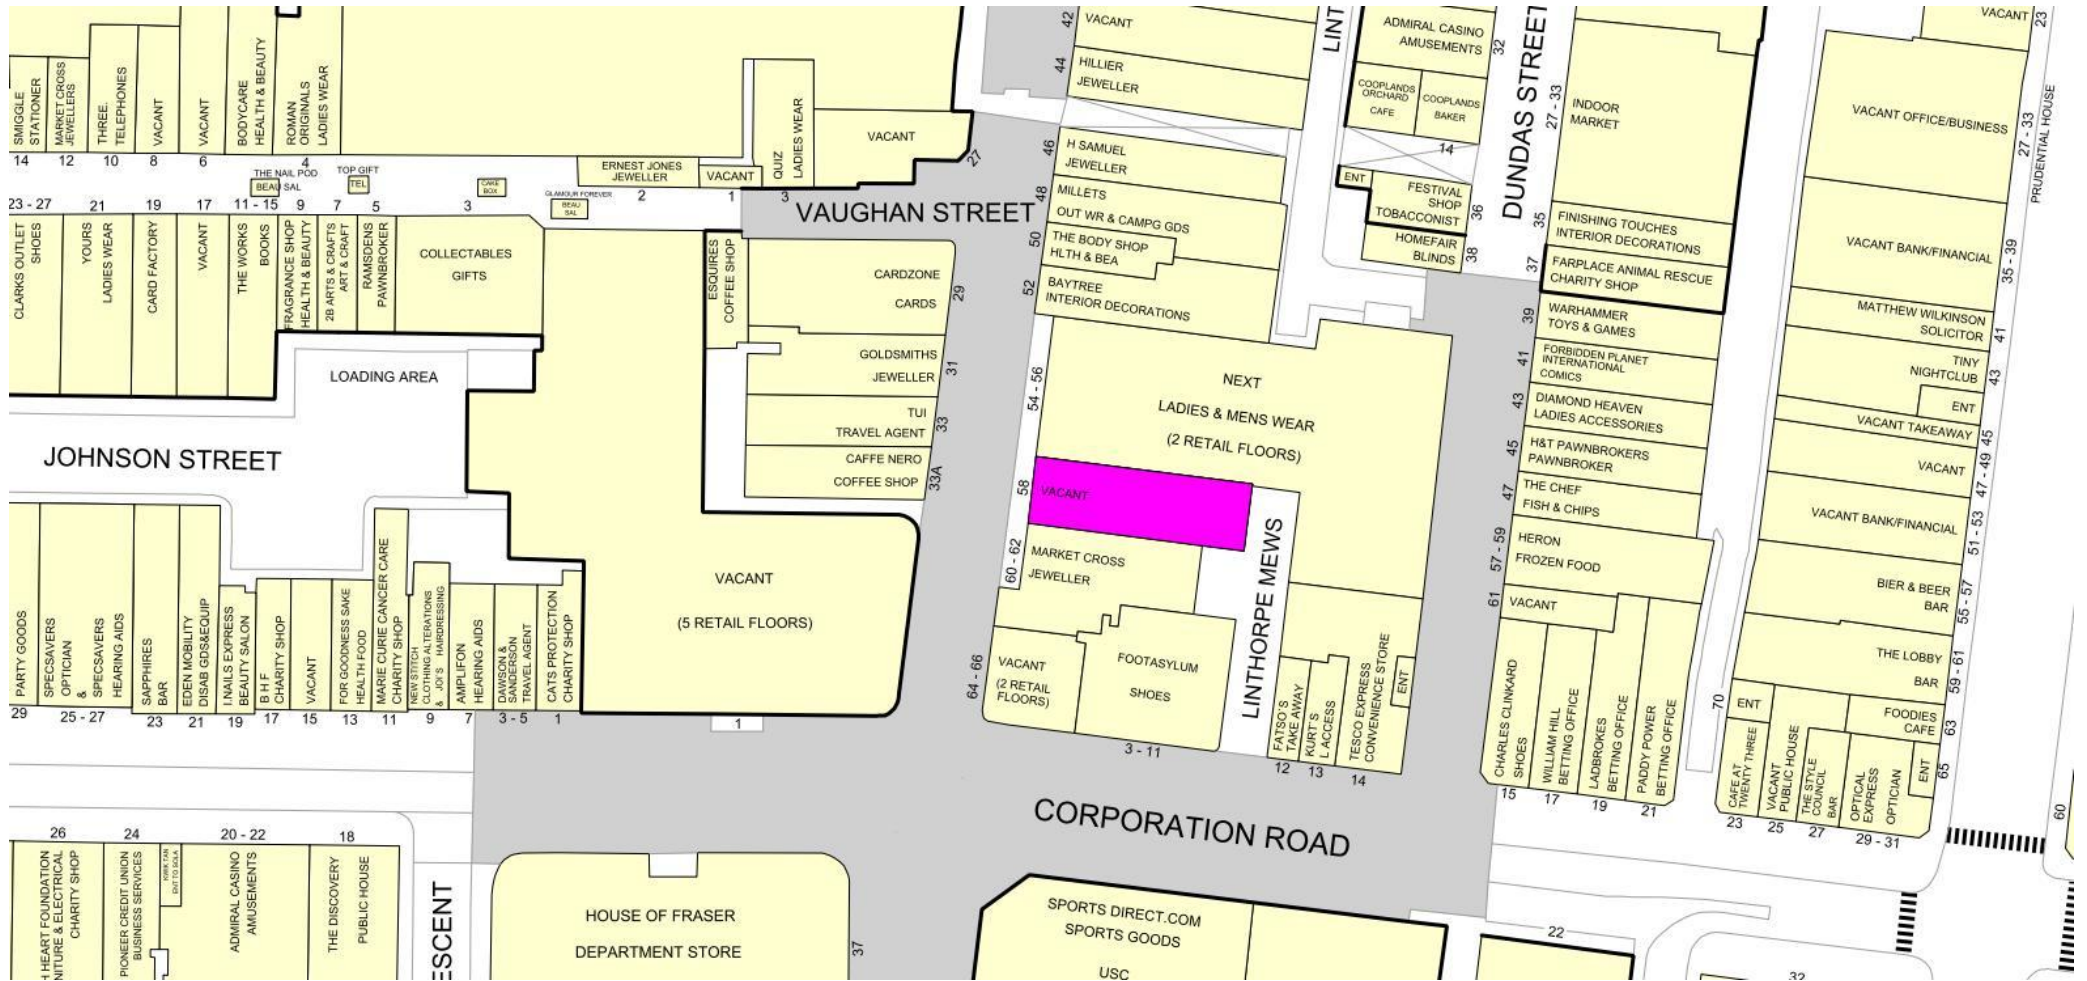 SMIGGLE
STATIONER
14
MARKET CROSS
JEWELLERS
12
THREE.
TELEPHONES
10
VACANT
8
VACANT
6
BODYCARE
HEALTH & BEAUTY
ROMAN
ORIGINALS
LADIES WEAR
4
THE NAIL POD
BEAU SAL
TOP GIFT
TEL
CAKE
BOX
GLAMOUR FOREVER
BEAU
SAL
ERNEST JONES
JEWELLER
2
VACANT
1
QUIZ
LADIES WEAR
3
VACANT
27
VAUGHAN STREET
23 - 27
CLARKS OUTLET
SHOES
21
YOURS
LADIES WEAR
19
CARD FACTORY
17
VACANT
11 - 15
THE WORKS
BOOKS
9
FRAGRANCE SHOP
HEALTH & BEAUTY
7
2B ARTS & CRAFTS
ART & CRAFT
5
RAMSDENS
PAWNBROKER
3
COLLECTABLES
GIFTS
LOADING AREA
JOHNSON STREET
ESQUIRES
COFFEE SHOP
CARDZONE
CARDS
29
GOLDSMITHS
JEWELLER
31
TUI
TRAVEL AGENT
33
CAFFE NERO
COFFEE SHOP
33A
VACANT
(5 RETAIL FLOORS)
1
PARTY GOODS
29
SPECSAVERS
OPTICIAN
&
SPECSAVERS
HEARING AIDS
25 - 27
SAPPHIRES
BAR
23
EDEN MOBILITY
DISAB GDS&EQUIP
21
I.NAILS EXPRESS
BEAUTY SALON
19
B H F
CHARITY SHOP
17
VACANT
15
FOR GOODNESS SAKE
HEALTH FOOD
13
MARIE CURIE CANCER CARE
CHARITY SHOP
11
NEW STITCH
CLOTHING ALTERATIONS
& JOI'S HAIRDRESSING
9
AMPLIFON
HEARING AIDS
7
DAWSON &
SANDERSON
TRAVEL AGENT
3 - 5
CATS PROTECTION
CHARITY SHOP
1
42
VACANT
44
HILLIER
JEWELLER
46
H SAMUEL
JEWELLER
48
MILLETS
OUT WR & CAMPG GDS
50
THE BODY SHOP
HLTH & BEA
52
BAYTREE
INTERIOR DECORATIONS
54 - 56
NEXT
LADIES & MENS WEAR
(2 RETAIL FLOORS)
58
VACANT
60 - 62
MARKET CROSS
JEWELLER
64 - 66
VACANT
(2 RETAIL
FLOORS)
FOOTASYLUM
SHOES
3 - 11
LINTHORPE MEWS
FATSO'S
TAKE AWAY
12
KURT'S
L ACCESS
13
TESCO EXPRESS
CONVENIENCE STORE
14
ENT
LINT
ADMIRAL CASINO
AMUSEMENTS
32
COOPLANDS
ORCHARD
CAFE
COOPLANDS
BAKER
14
ENT
FESTIVAL
SHOP
TOBACCONIST
36
HOMEFAIR
BLINDS
38
DUNDAS STREET
27 - 33
INDOOR
MARKET
35
FINISHING TOUCHES
INTERIOR DECORATIONS
37
FARPLACE ANIMAL RESCUE
CHARITY SHOP
39
WARHAMMER
TOYS & GAMES
41
FORBIDDEN PLANET
INTERNATIONAL
COMICS
43
DIAMOND HEAVEN
LADIES ACCESSORIES
45
H&T PAWNBROKERS
PAWNBROKER
47
THE CHEF
FISH & CHIPS
57 - 59
HERON
FROZEN FOOD
61
VACANT
CHARLES CLINKARD
SHOES
15
WILLIAM HILL
BETTING OFFICE
17
LADBROKES
BETTING OFFICE
19
PADDY POWER
BETTING OFFICE
21
VACANT
23
VACANT OFFICE/BUSINESS
27 - 33
PRUDENTIAL HOUSE
VACANT BANK/FINANCIAL
35 - 39
MATTHEW WILKINSON
SOLICITOR
41
TINY
NIGHTCLUB
43
ENT
VACANT TAKEAWAY
45
VACANT
47 - 49
VACANT BANK/FINANCIAL
51 - 53
BIER & BEER
BAR
55 - 57
THE LOBBY
BAR
59 - 61
70
ENT
FOODIES
CAFE
63
CAFE AT
TWENTY THREE
23
VACANT
PUBLIC HOUSE
25
THE STYLE
COUNCIL
BAR
27
OPTICAL
EXPRESS
OPTICIAN
29 - 31
ENT
65
60
CORPORATION ROAD
26
H HEART FOUNDATION
NITURE & ELECTRICAL
CHARITY SHOP
24
PIONEER CREDIT UNION
BUSINESS SERVICES
KWIK TAN
ENT TO SOLA
20 - 22
ADMIRAL CASINO
AMUSEMENTS
18
THE DISCOVERY
PUBLIC HOUSE
ESCENT
HOUSE OF FRASER
DEPARTMENT STORE
37
SPORTS DIRECT.COM
SPORTS GOODS
USC
22
32